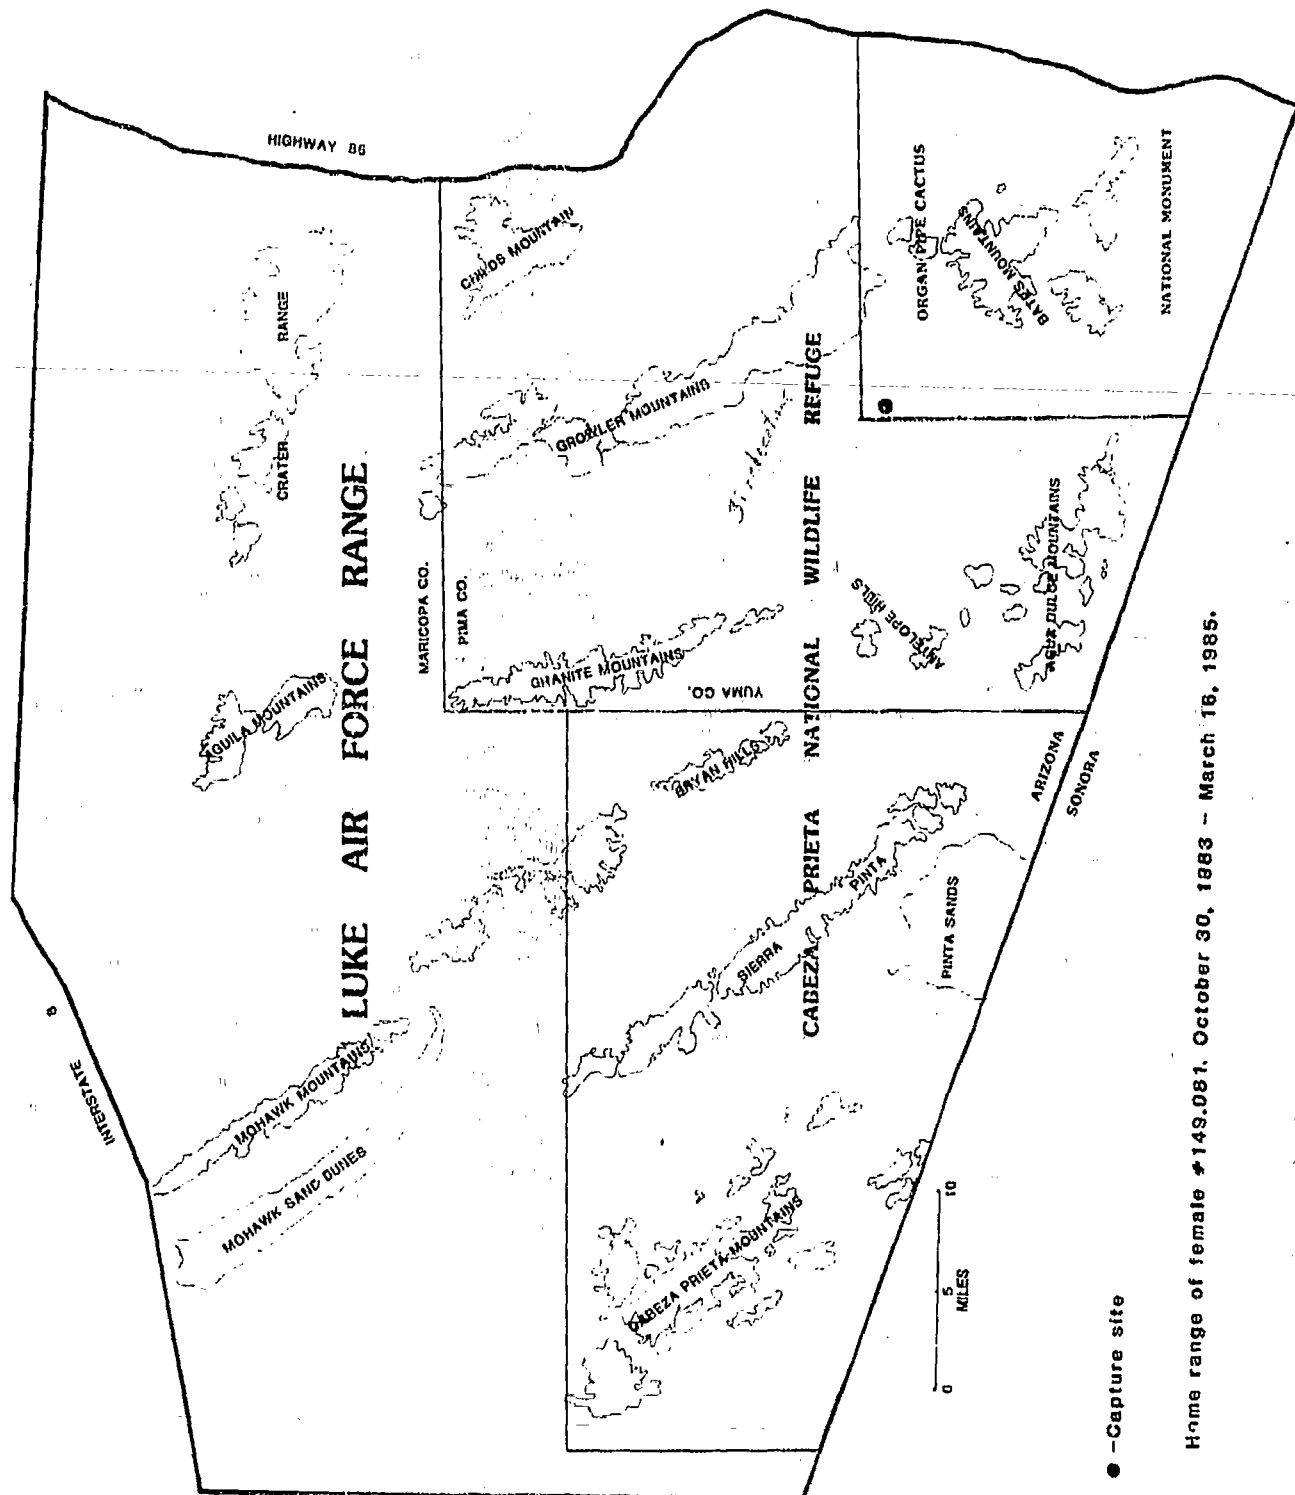 INTERSTATE 8
HIGHWAY 86
MOHAWK SAND DUNES
MOHAWK MOUNTAINS
AGUILA MOUNTAINS
CRATER RANGE
LUKE AIR FORCE RANGE
MARICOPA CO.
PIMA CO.
CHILDS MOUNTAIN
GROWLER MOUNTAINS
GRANITE MOUNTAINS
YUMA CO.
BRYAN HILLS
CABEZA PRIETA MOUNTAINS
SIERRA PINTA
CABEZA PRIETA NATIONAL WILDLIFE REFUGE
ANTELOPE HILLS
ORGAN PIPE CACTUS
BATES MOUNTAINS
NATIONAL MONUMENT
PINTA SANDS
AGUA DULCE MOUNTAINS
ARIZONA
SONORA
0 5 10
MILES
● -Capture site
Home range of female #149.081. October 30, 1983 - March 16, 1985.